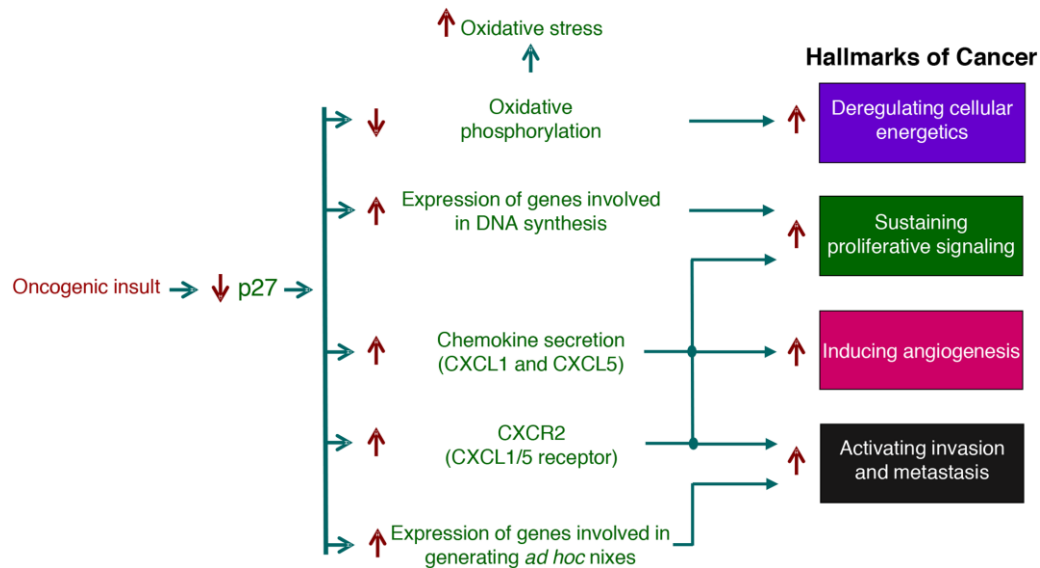 Oxidative stress
Hallmarks of Cancer
Oxidative
phosphorylation
Deregulating cellular
energetics
Expression of genes involved
in DNA synthesis
Sustaining
proliferative signaling
Oncogenic insult
p27
Chemokine secretion
(CXCL1 and CXCL5)
Inducing angiogenesis
CXCR2
(CXCL1/5 receptor)
Activating invasion
and metastasis
Expression of genes involved in
generating ad hoc nixes